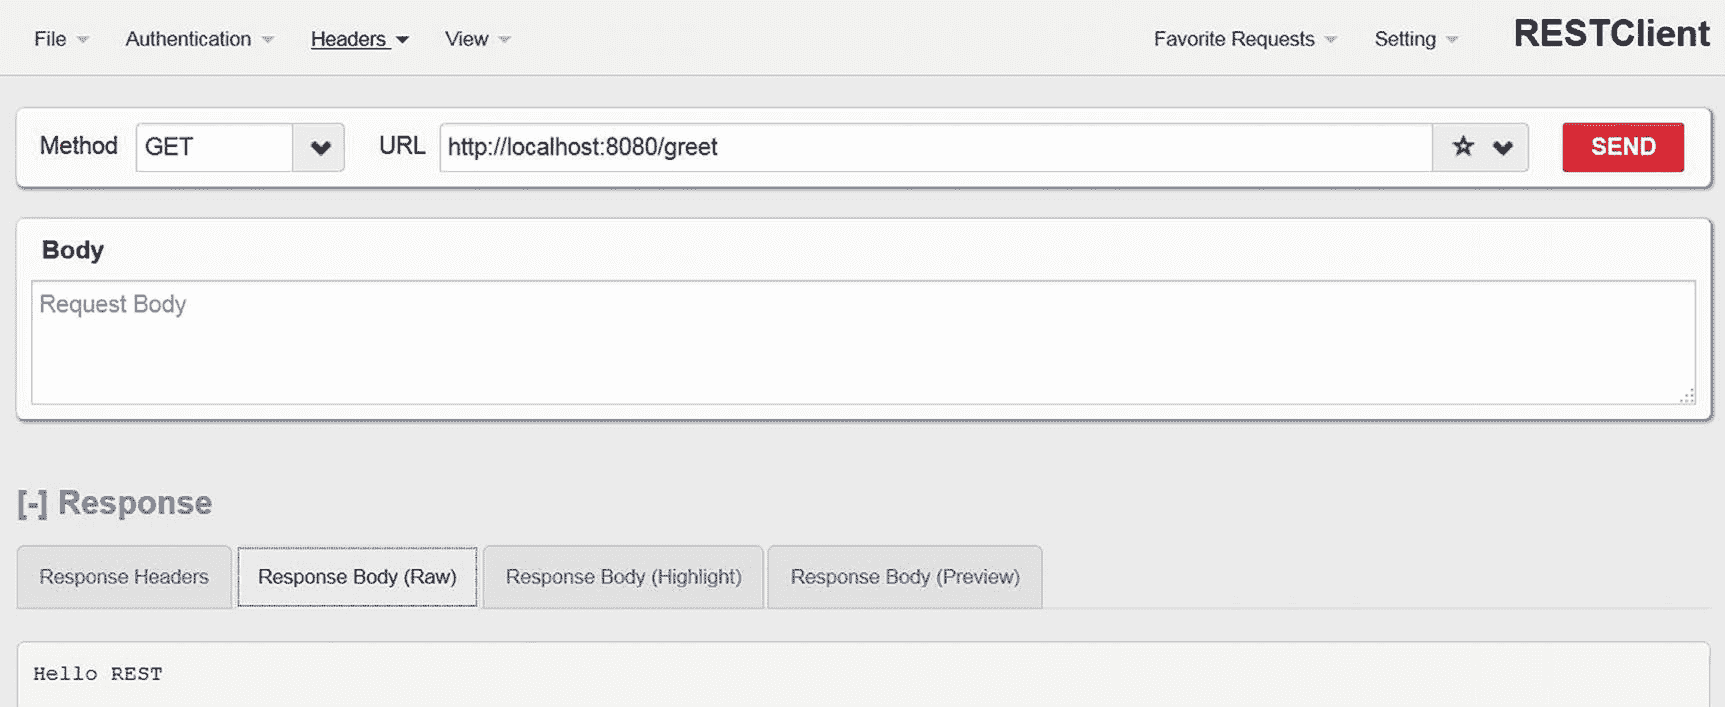 File Authentication Headers View Favorite Requests Setting RESTClient
Method GET URL http://localhost:8080/greet SEND
Body
Request Body
[-] Response
Response Headers Response Body (Raw) Response Body (Highlight) Response Body (Preview)
Hello REST